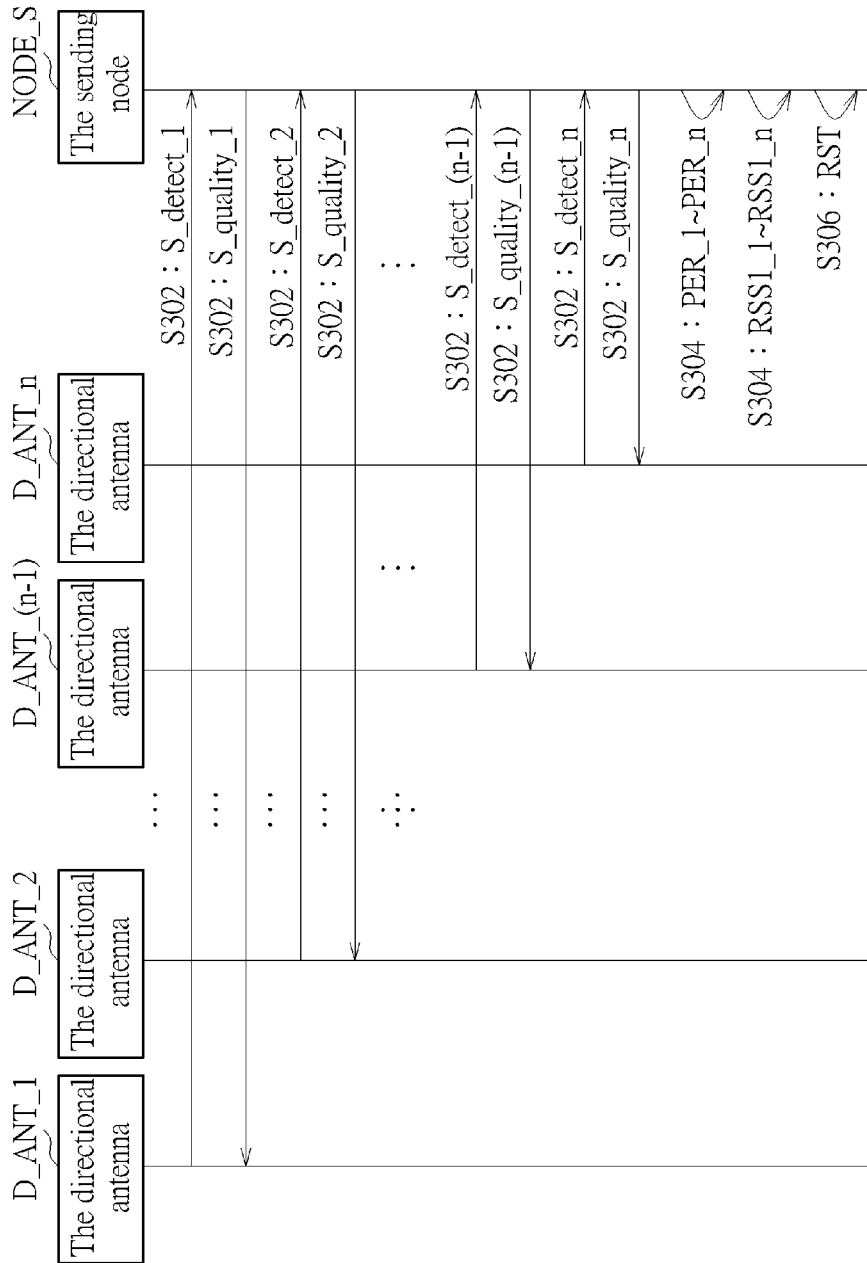 D_ANT_1
The directional
antenna
D_ANT_2
The directional
antenna
...
D_ANT_(n-1)
The directional
antenna
D_ANT_n
The directional
antenna
NODE_S
The sending
node
S302 : S_detect_1
...
S302 : S_quality_1
...
S302 : S_detect_2
...
S302 : S_quality_2
...
S302 : S_detect_(n-1)
S302 : S_quality_(n-1)
S302 : S_detect_n
S302 : S_quality_n
S304 : PER_1~PER_n
S304 : RSS1_1~RSS1_n
S306 : RST